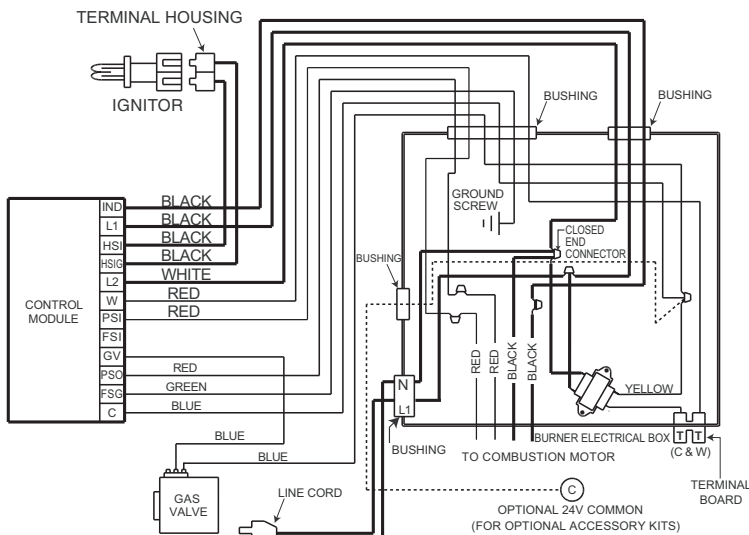 TERMINAL HOUSING
IGNITOR
BUSHING
BUSHING
GROUND
SCREW
CLOSED
END
CONNECTOR
BUSHING
CONTROL
MODULE
IND
L1
HSI
HSIG
L2
W
PSI
FSI
GV
PSO
FSG
C
BLACK
BLACK
BLACK
BLACK
WHITE
RED
RED
RED
GREEN
BLUE
BLUE
BLUE
RED
RED
BLACK
BLACK
N
L1
YELLOW
BUSHING
BURNER ELECTRICAL BOX
TO COMBUSTION MOTOR
T T
(C & W)
TERMINAL
BOARD
GAS
VALVE
LINE CORD
C
OPTIONAL 24V COMMON
(FOR OPTIONAL ACCESSORY KITS)